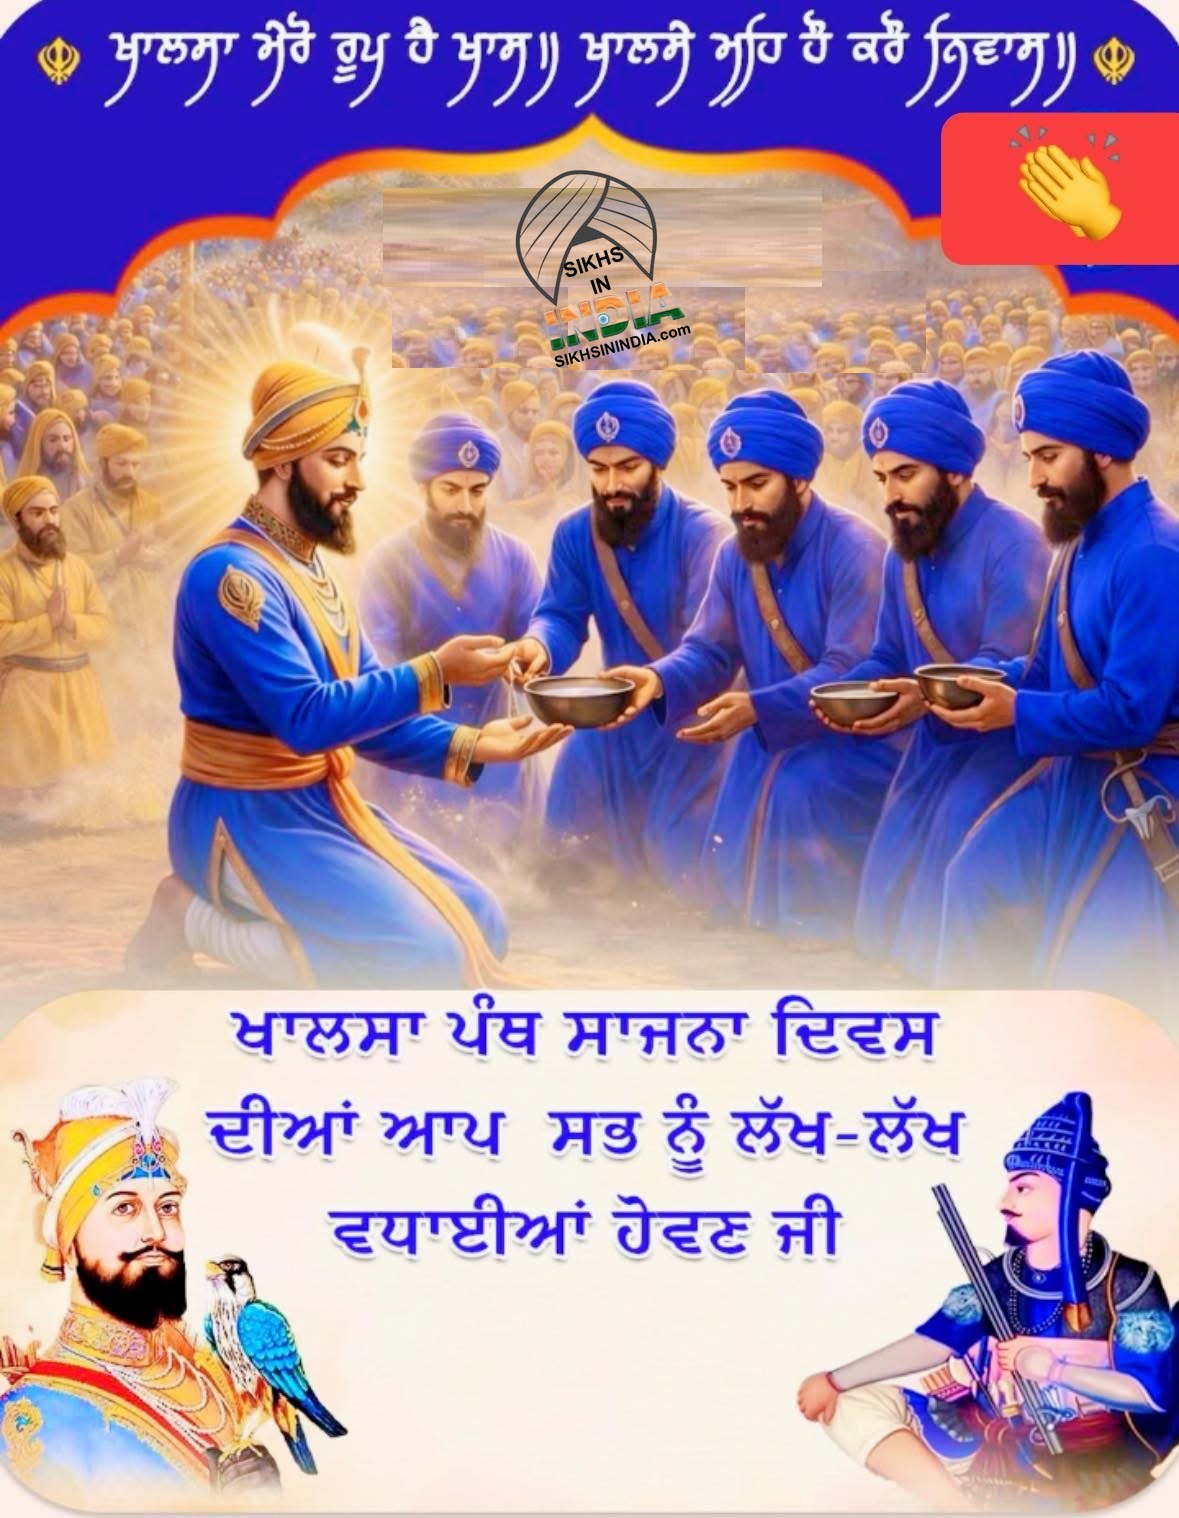 ਖਾਲਸਾ ਮੇਰੋ ਰੂਪ ਹੈ ਖਾਸ॥ ਖਾਲਸੇ ਮਹਿ ਹੌ ਕਰੌ ਨਿਵਾਸ॥
SIKHS
IN
INDIA
SIKHSININDIA.com
ਖਾਲਸਾ ਪੰਥ ਸਾਜਨਾ ਦਿਵਸ
ਦੀਆਂ ਆਪ ਸਭ ਨੂੰ ਲੱਖ-ਲੱਖ
ਵਧਾਈਆਂ ਹੋਵਣ ਜੀ